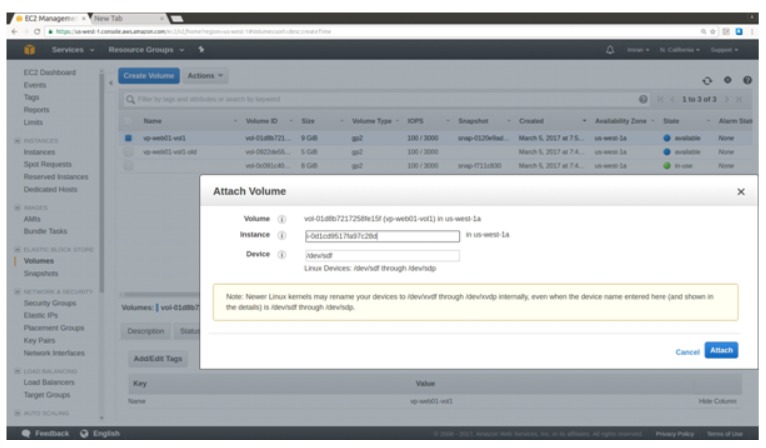 EC2 Managemen × New Tab ×
https://us-west-1.console.aws.amazon.com/ec2/v2/home?region=us-west-1#Volumes:sort=desc:createTime
Services Resource Groups Imran N. California Support
EC2 Dashboard
Events
Tags
Reports
Limits
INSTANCES
Instances
Spot Requests
Reserved Instances
Dedicated Hosts
IMAGES
AMIs
Bundle Tasks
ELASTIC BLOCK STORE
Volumes
Snapshots
NETWORK & SECURITY
Security Groups
Elastic IPs
Placement Groups
Key Pairs
Network Interfaces
LOAD BALANCING
Load Balancers
Target Groups
AUTO SCALING
Create Volume Actions
Filter by tags and attributes or search by keyword 1 to 3 of 3
Name Volume ID Size Volume Type IOPS Snapshot Created Availability Zone State Alarm Stat
vp-web01-vol1 vol-01d8b721... 9 GiB gp2 100 / 3000 snap-0120e9ad... March 5, 2017 at 7:5... us-west-1a available None
vp-web01-vol1-old vol-0922de55... 5 GiB gp2 100 / 3000 March 5, 2017 at 7:4... us-west-1a available None
vol-0c091c40... 8 GiB gp2 100 / 3000 snap-f711c830 March 5, 2017 at 7:4... us-west-1a in-use None
Attach Volume ×
Volume vol-01d8b7217258fe15f (vp-web01-vol1) in us-west-1a
Instance i-0d1cd9517fa97c28d in us-west-1a
Device /dev/sdf
Linux Devices: /dev/sdf through /dev/sdp
Note: Newer Linux kernels may rename your devices to /dev/xvdf through /dev/xvdp internally, even when the device name entered here (and shown in
the details) is /dev/sdf through /dev/sdp.
Cancel Attach
Volumes: vol-01d8b7
Description Status
Add/Edit Tags
Key Value
Name vp-web01-vol1 Hide Column
Feedback English © 2008 - 2017, Amazon Web Services, Inc. or its affiliates. All rights reserved. Privacy Policy Terms of Use